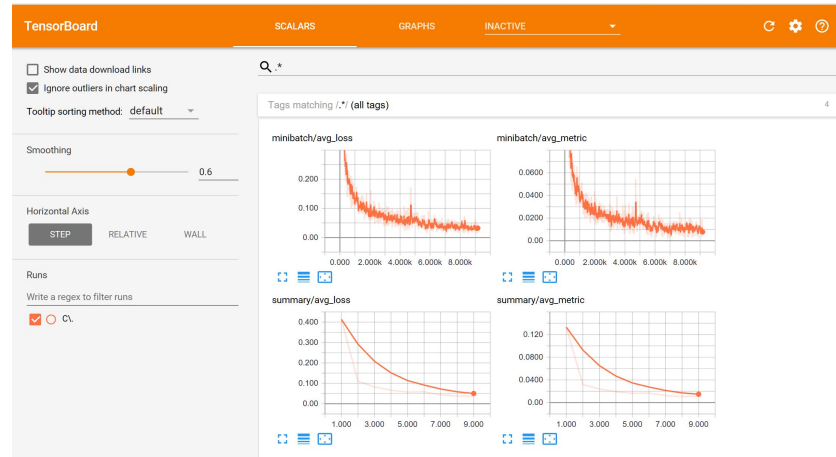 TensorBoard SCALARS GRAPHS INACTIVE
Show data download links
Ignore outliers in chart scaling
Tooltip sorting method: default
Smoothing
0.6
Horizontal Axis
STEP RELATIVE WALL
Runs
Write a regex to filter runs
C\.
.*
Tags matching /.*/ (all tags) 4
minibatch/avg_loss
0.200
0.100
0.00
0.000 2.000k 4.000k 6.000k 8.000k
minibatch/avg_metric
0.0600
0.0400
0.0200
0.00
0.000 2.000k 4.000k 6.000k 8.000k
summary/avg_loss
0.400
0.300
0.200
0.100
0.00
1.000 3.000 5.000 7.000 9.000
summary/avg_metric
0.120
0.0800
0.0400
0.00
1.000 3.000 5.000 7.000 9.000